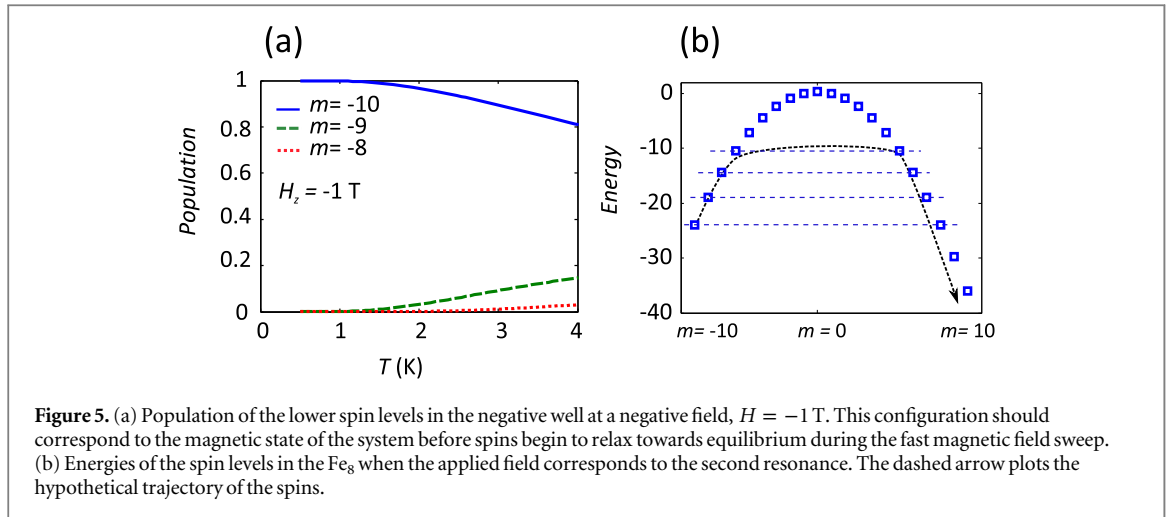 (a)
(b)
1
0.8
0.6
0.4
0.2
0
Population
m= -10
m= -9
m= -8
H_z = -1 T
0
1
2
3
4
T (K)
0
-10
-20
-30
-40
Energy
m= -10
m = 0
m= 10
Figure 5. (a) Population of the lower spin levels in the negative well at a negative field, H = −1 T. This configuration should
correspond to the magnetic state of the system before spins begin to relax towards equilibrium during the fast magnetic field sweep.
(b) Energies of the spin levels in the Fe₈ when the applied field corresponds to the second resonance. The dashed arrow plots the
hypothetical trajectory of the spins.